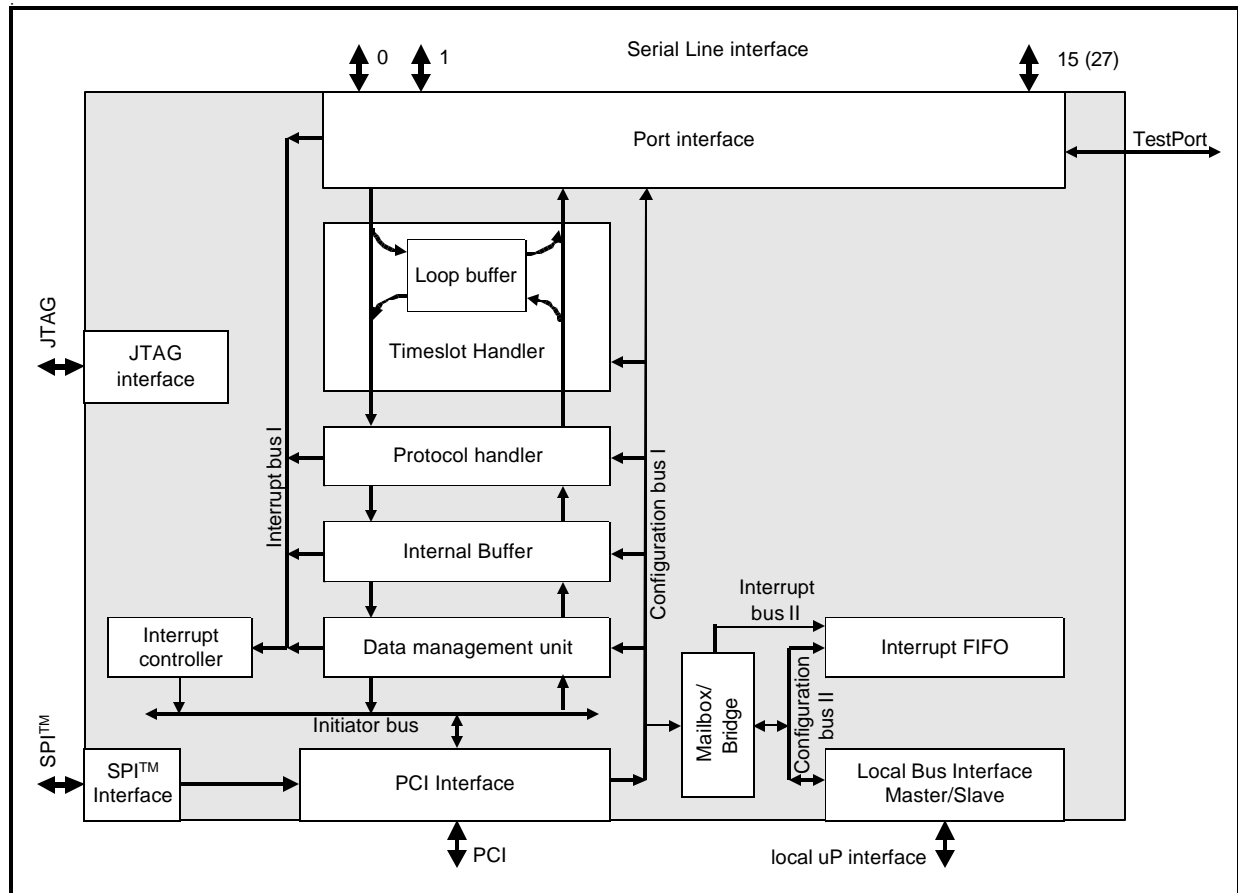 Serial Line interface
0
1
15 (27)
Port interface
TestPort
Loop buffer
Timeslot Handler
JTAG
JTAG
interface
Interrupt bus I
Protocol handler
Configuration bus I
Internal Buffer
Interrupt
bus II
Interrupt
controller
Data management unit
Interrupt FIFO
Mailbox/
Bridge
Configuration
bus II
Initiator bus
SPI™
SPI™
Interface
PCI Interface
Local Bus Interface
Master/Slave
PCI
local uP interface